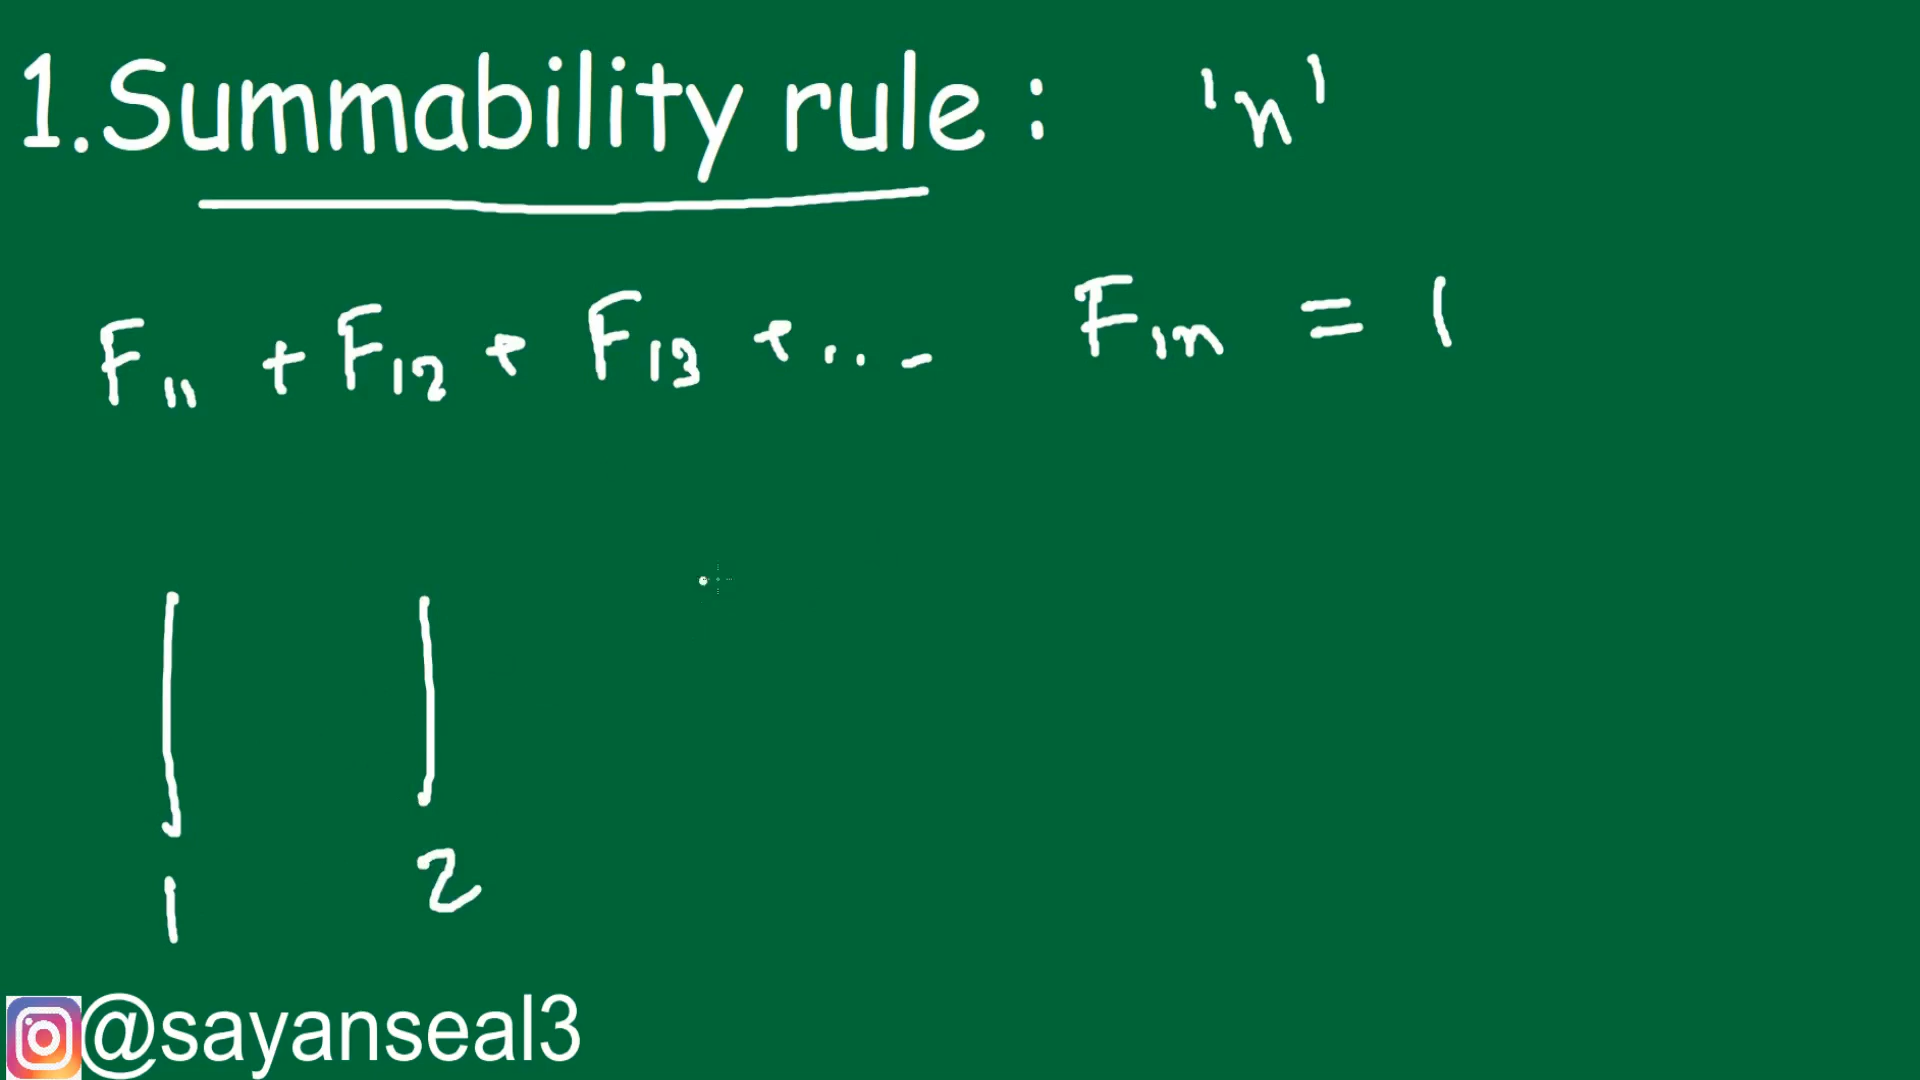 1.Summability rule : 'n'
F11 + F12 + F13 + ... - F1n = 1
1 2
@sayanseal3